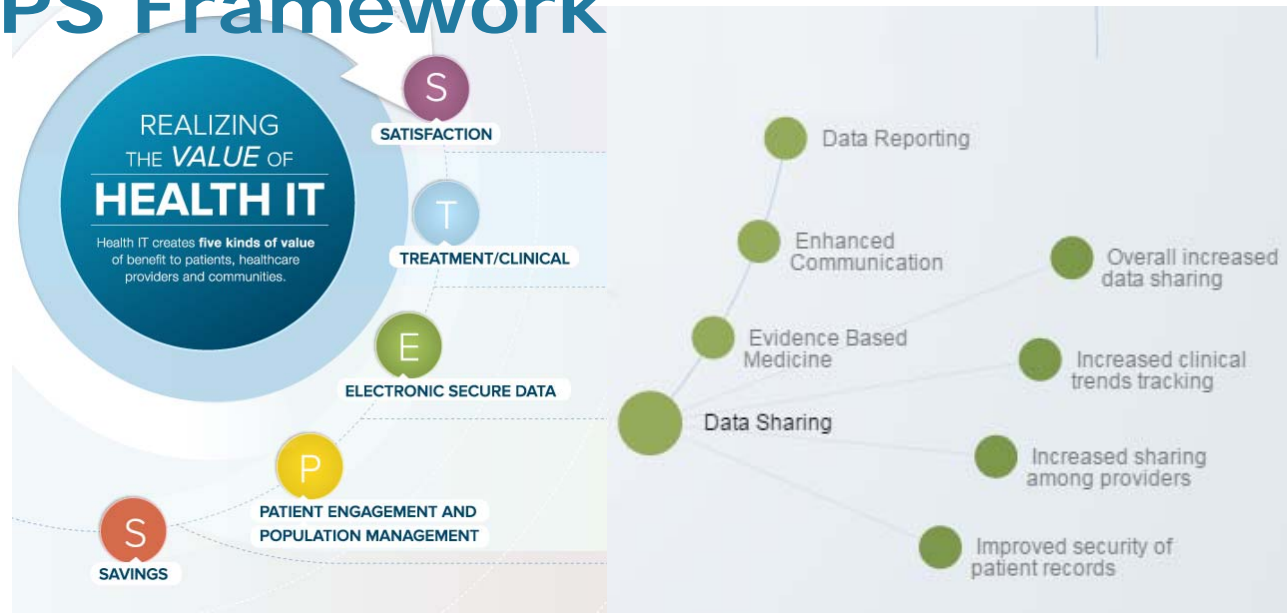 PS Framework
REALIZING
THE VALUE OF
HEALTH IT
Health IT creates five kinds of value
of benefit to patients, healthcare
providers and communities.
S
SATISFACTION
T
TREATMENT/CLINICAL
E
ELECTRONIC SECURE DATA
P
PATIENT ENGAGEMENT AND
POPULATION MANAGEMENT
S
SAVINGS
Data Reporting
Enhanced
Communication
Evidence Based
Medicine
Data Sharing
Overall increased
data sharing
Increased clinical
trends tracking
Increased sharing
among providers
Improved security of
patient records